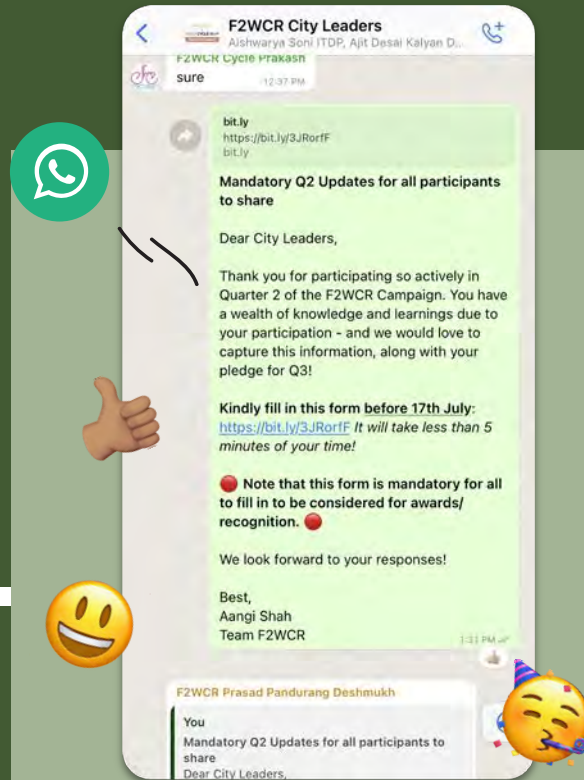 F2WCR City Leaders
Aishwarya Soni ITDP, Ajit Desai Kalyan D...
F2WCR Cycle Prakash
sure
12:37 PM
bit.ly
https://bit.ly/3JRorfF
bit.ly
Mandatory Q2 Updates for all participants
to share
Dear City Leaders,
Thank you for participating so actively in
Quarter 2 of the F2WCR Campaign. You have
a wealth of knowledge and learnings due to
your participation - and we would love to
capture this information, along with your
pledge for Q3!
Kindly fill in this form before 17th July:
https://bit.ly/3JRorfF It will take less than 5
minutes of your time!
Note that this form is mandatory for all
to fill in to be considered for awards/
recognition.
We look forward to your responses!
Best,
Aangi Shah
Team F2WCR
1:31 PM
F2WCR Prasad Pandurang Deshmukh
You
Mandatory Q2 Updates for all participants to
share
Dear City Leaders,